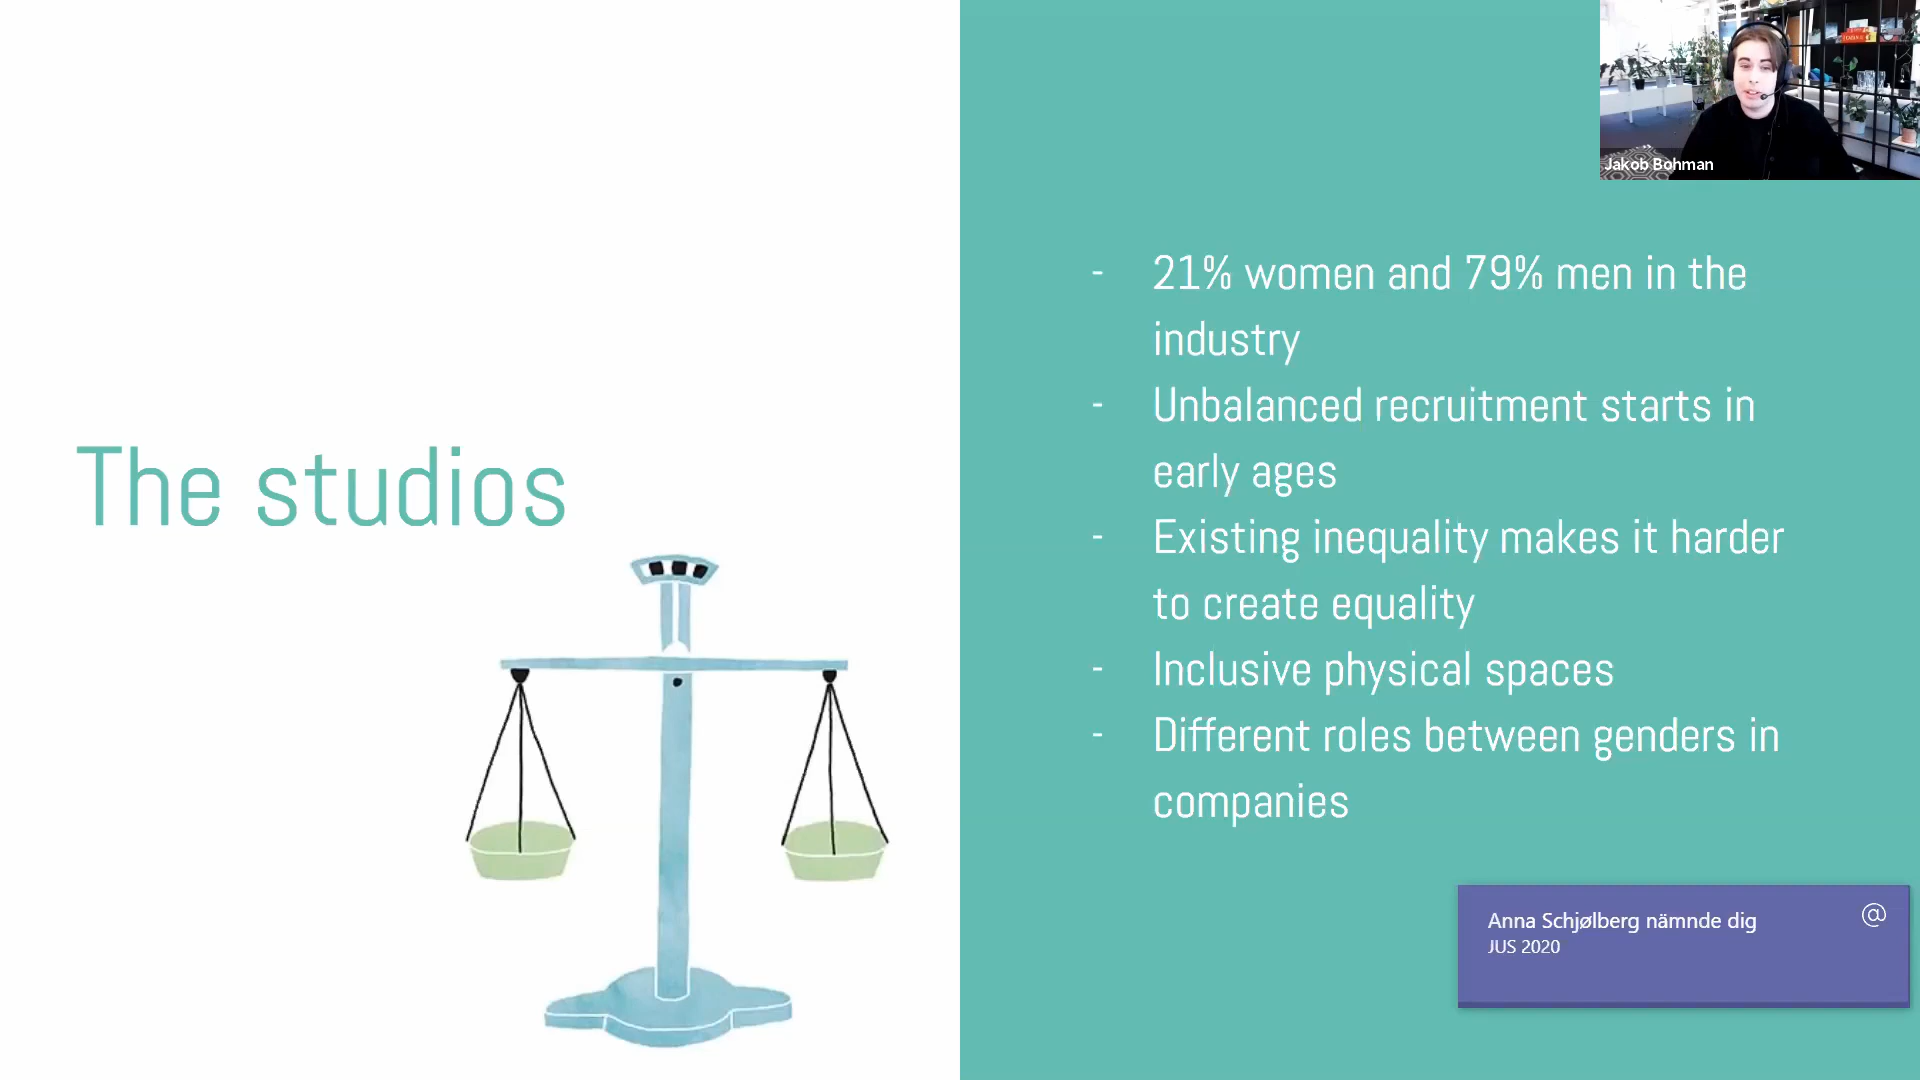 Jakob Bohman
The studios
- 21% women and 79% men in the
industry
- Unbalanced recruitment starts in
early ages
- Existing inequality makes it harder
to create equality
- Inclusive physical spaces
- Different roles between genders in
companies
Anna Schjølberg nämnde dig
@
JUS 2020